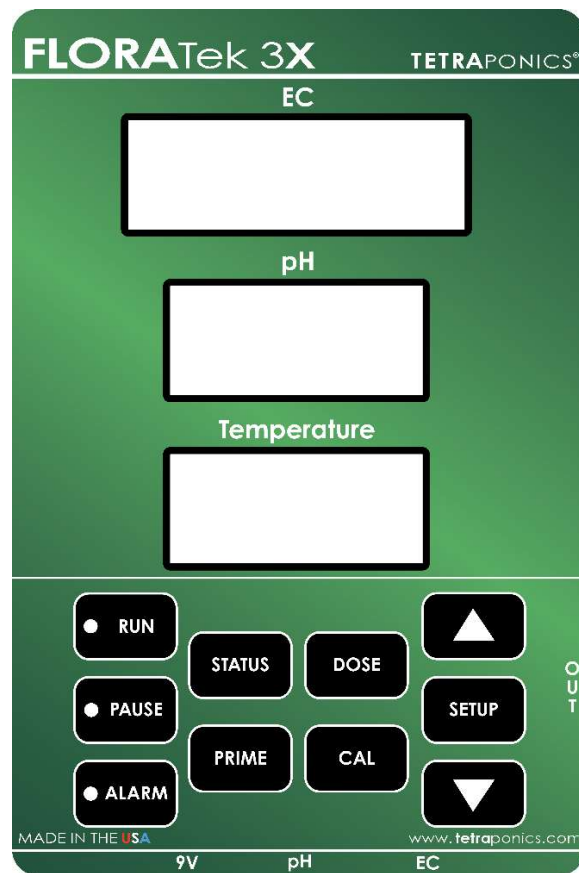 FLORATek 3X TETRAPONICS®
EC
pH
Temperature
RUN
STATUS DOSE
PAUSE SETUP
OUT
PRIME CAL
ALARM
MADE IN THE USA www.tetraponics.com
9V pH EC